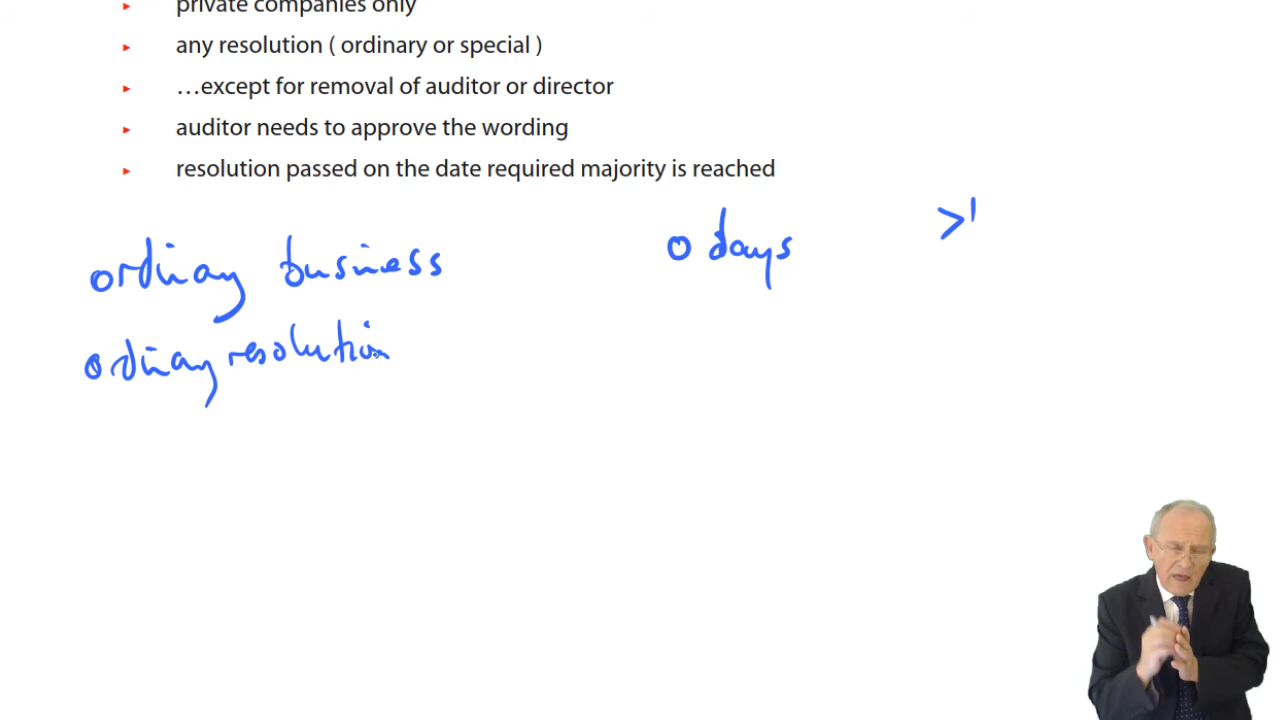 private companies only
any resolution ( ordinary or special )
…except for removal of auditor or director
auditor needs to approve the wording
resolution passed on the date required majority is reached
ordinary business 0 days >
ordinary resolution